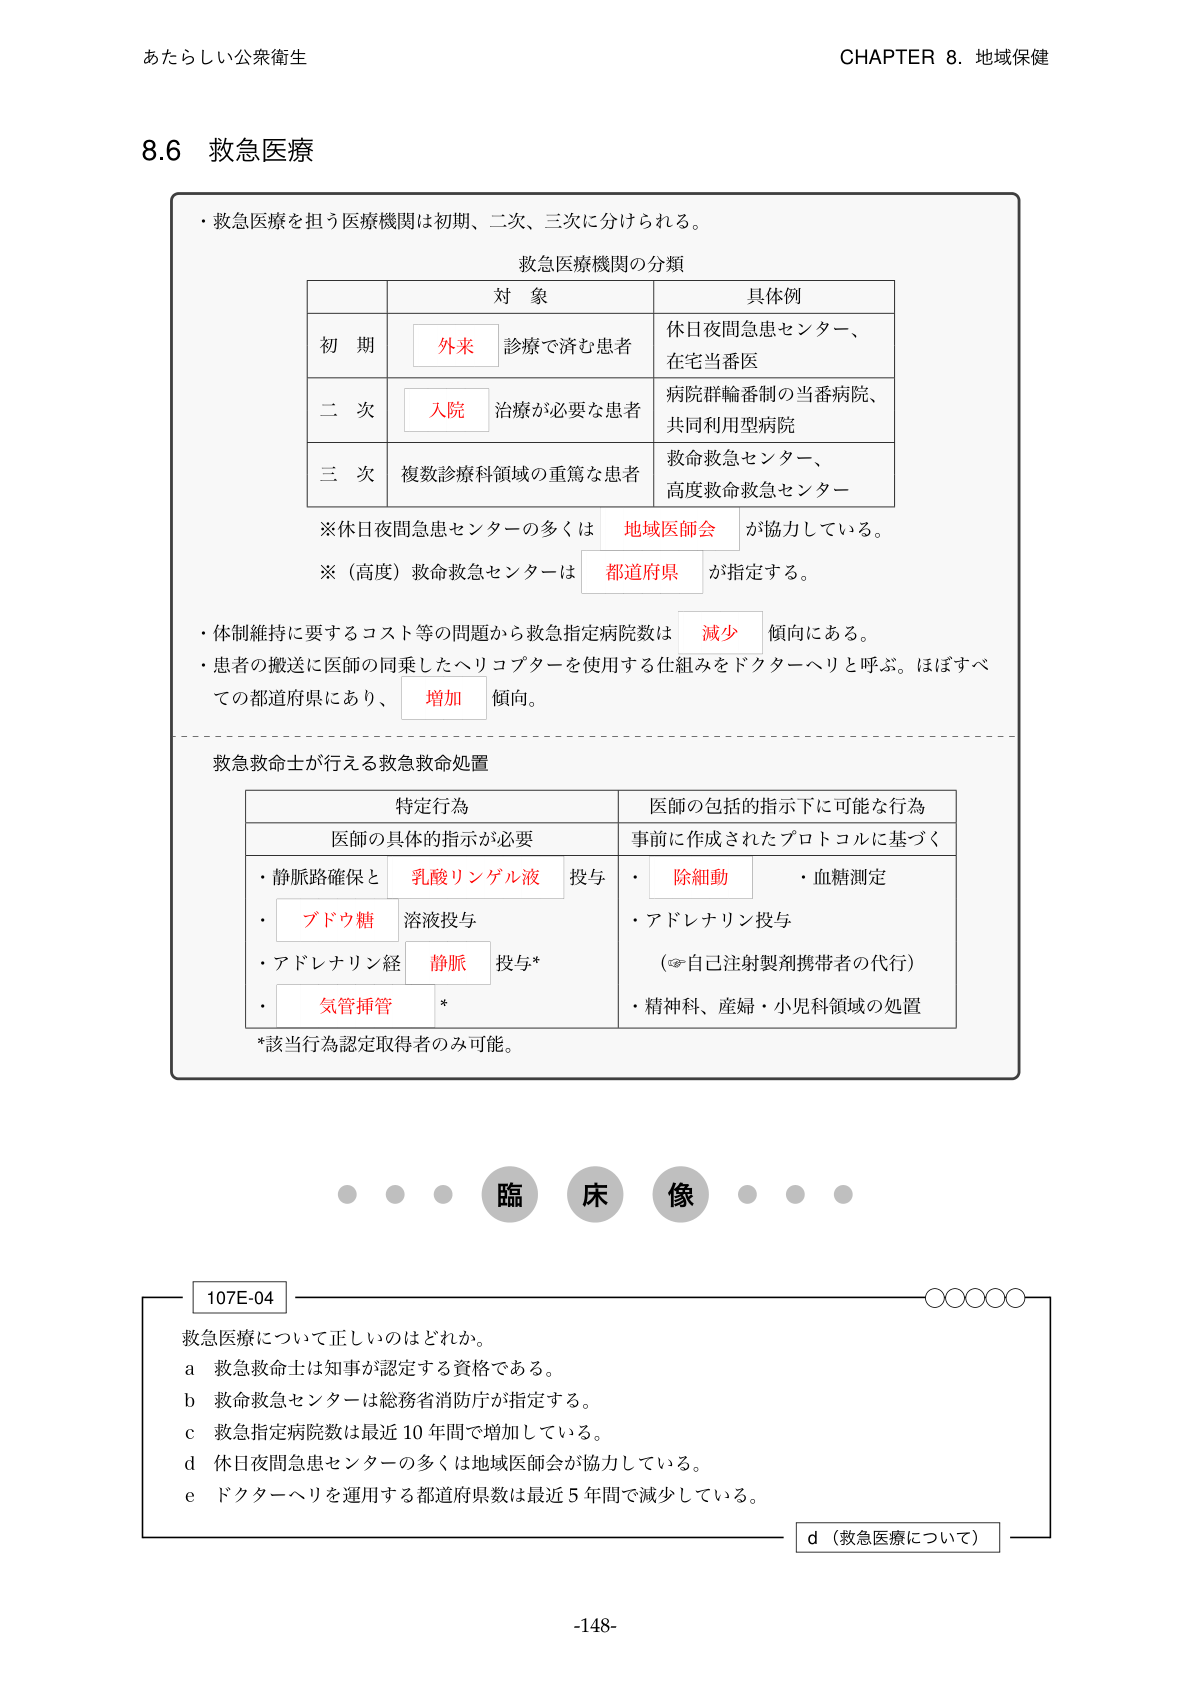 あたらしい公衆衛生
CHAPTER 8. 地域保健
8.6 救急医療
・救急医療を担う医療機関は初期、二次、三次に分けられる。
救急医療機関の分類
対 象 具体例
初 期 外来 診療で済む患者 休日夜間急患センター、
在宅当番医
二 次 入院 治療が必要な患者 病院群輪番制の当番病院、
共同利用型病院
三 次 複数診療科領域の重篤な患者 救命救急センター、
高度救命救急センター
※休日夜間急患センターの多くは 地域医師会 が協力している。
※（高度）救命救急センターは 都道府県 が指定する。
・体制維持に要するコスト等の問題から救急指定病院数は 減少 傾向にある。
・患者の搬送に医師の同乗したヘリコプターを使用する仕組みをドクターヘリと呼ぶ。ほぼすべ
ての都道府県にあり、 増加 傾向。
救急救命士が行える救急救命処置
特定行為 医師の包括的指示下に可能な行為
医師の具体的指示が必要 事前に作成されたプロトコルに基づく
・静脈路確保と 乳酸リンゲル液 投与 ・ 除細動 ・血糖測定
・ ブドウ糖 溶液投与 ・アドレナリン投与
・アドレナリン経 静脈 投与* （☞自己注射製剤携帯者の代行）
・ 気管挿管 * ・精神科、産婦・小児科領域の処置
*該当行為認定取得者のみ可能。
臨 床 像
107E-04
救急医療について正しいのはどれか。
a 救急救命士は知事が認定する資格である。
b 救命救急センターは総務省消防庁が指定する。
c 救急指定病院数は最近 10 年間で増加している。
d 休日夜間急患センターの多くは地域医師会が協力している。
e ドクターヘリを運用する都道府県数は最近 5 年間で減少している。
d （救急医療について）
-148-